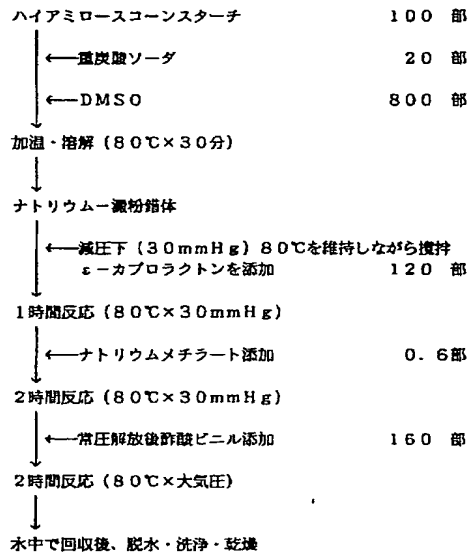 ハイアミロースコーンスターチ 100 部
←──重炭酸ソーダ 20 部
←──DMSO 800 部
加温・溶解(80℃×30分)
ナトリウム-澱粉錯体
←──減圧下(30mmHg)80℃を維持しながら撹拌
ε-カプロラクトンを添加 120 部
1時間反応(80℃×30mmHg)
←──ナトリウムメチラート添加 0.6部
2時間反応(80℃×30mmHg)
←──常圧解放後酢酸ビニル添加 160 部
2時間反応(80℃×大気圧)
水中で回収後、脱水・洗浄・乾燥